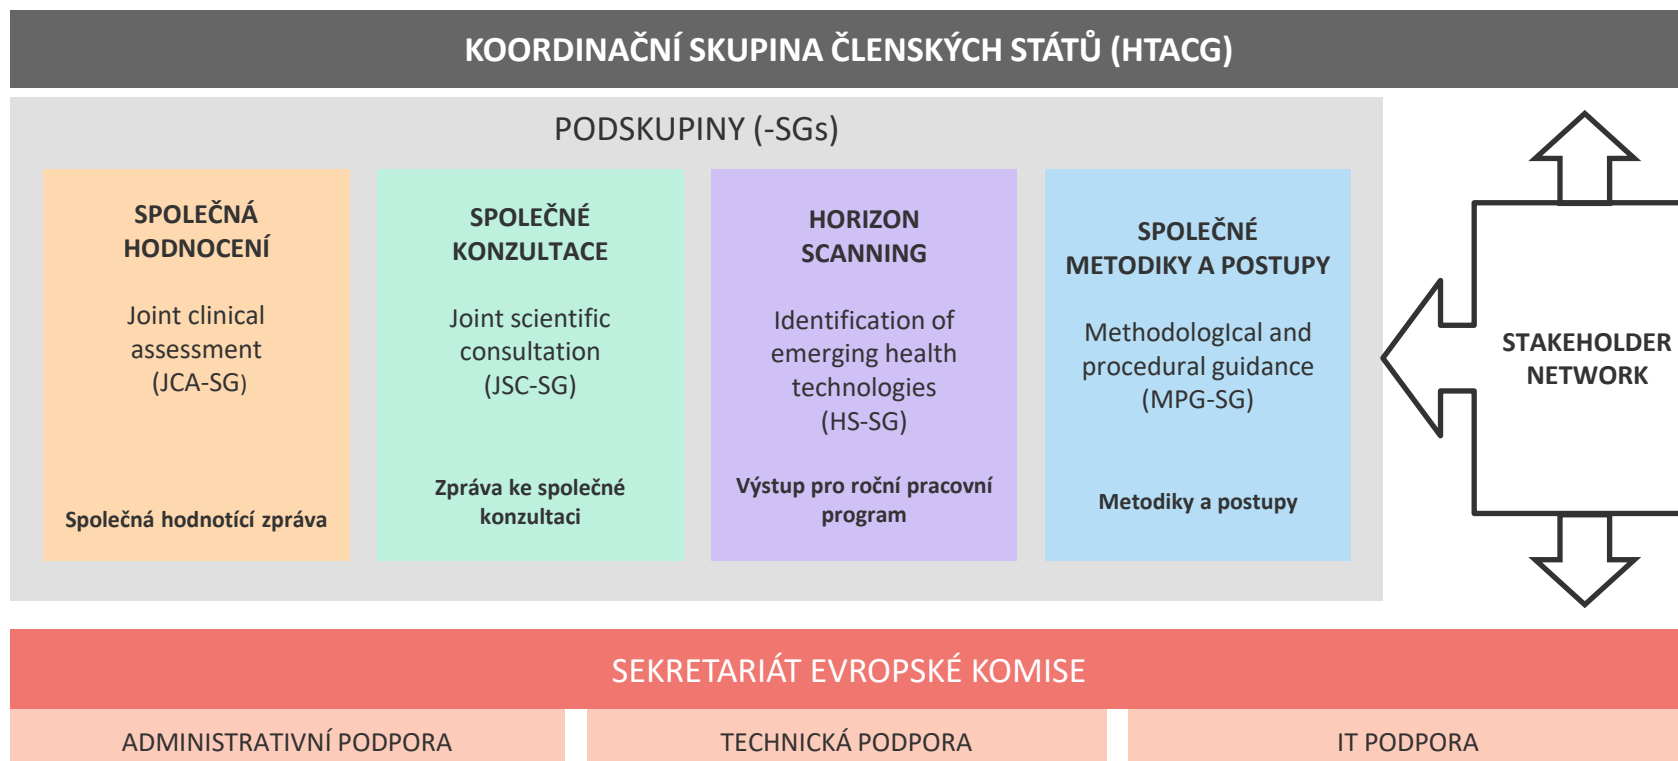 KOORDINAČNÍ SKUPINA ČLENSKÝCH STÁTŮ (HTACG)
PODSKUPINY (-SGs)
SPOLEČNÁ
HODNOCENÍ
Joint clinical
assessment
(JCA-SG)
Společná hodnotící zpráva
SPOLEČNÉ
KONZULTACE
Joint scientific
consultation
(JSC-SG)
Zpráva ke společné
konzultaci
HORIZON
SCANNING
Identification of
emerging health
technologies
(HS-SG)
Výstup pro roční pracovní
program
SPOLEČNÉ
METODIKY A POSTUPY
MethodologIcal and
procedural guidance
(MPG-SG)
Metodiky a postupy
STAKEHOLDER
NETWORK
SEKRETARIÁT EVROPSKÉ KOMISE
ADMINISTRATIVNÍ PODPORA
TECHNICKÁ PODPORA
IT PODPORA